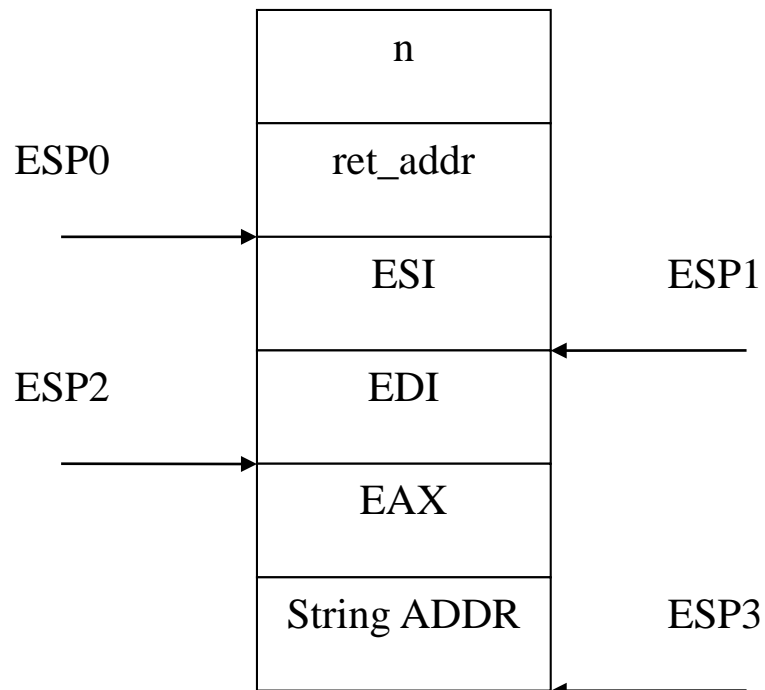 n
ESP0
ret_addr
ESI
ESP1
ESP2
EDI
EAX
String ADDR
ESP3